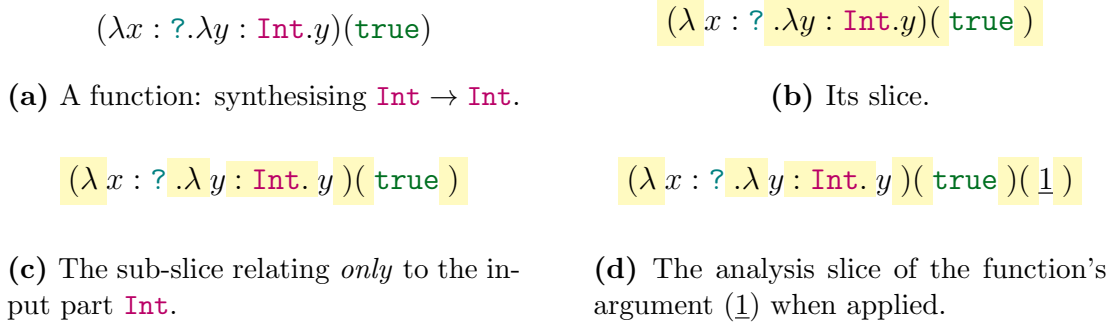 (λx : ?.λy : Int.y)(true)
(λ x : ? .λy : Int.y)( true )
(a) A function: synthesising Int → Int.
(b) Its slice.
(λ x : ? .λ y : Int. y )( true )
(λ x : ? .λ y : Int. y )( true )( 1 )
(c) The sub-slice relating only to the in-
put part Int.
(d) The analysis slice of the function's
argument (1) when applied.